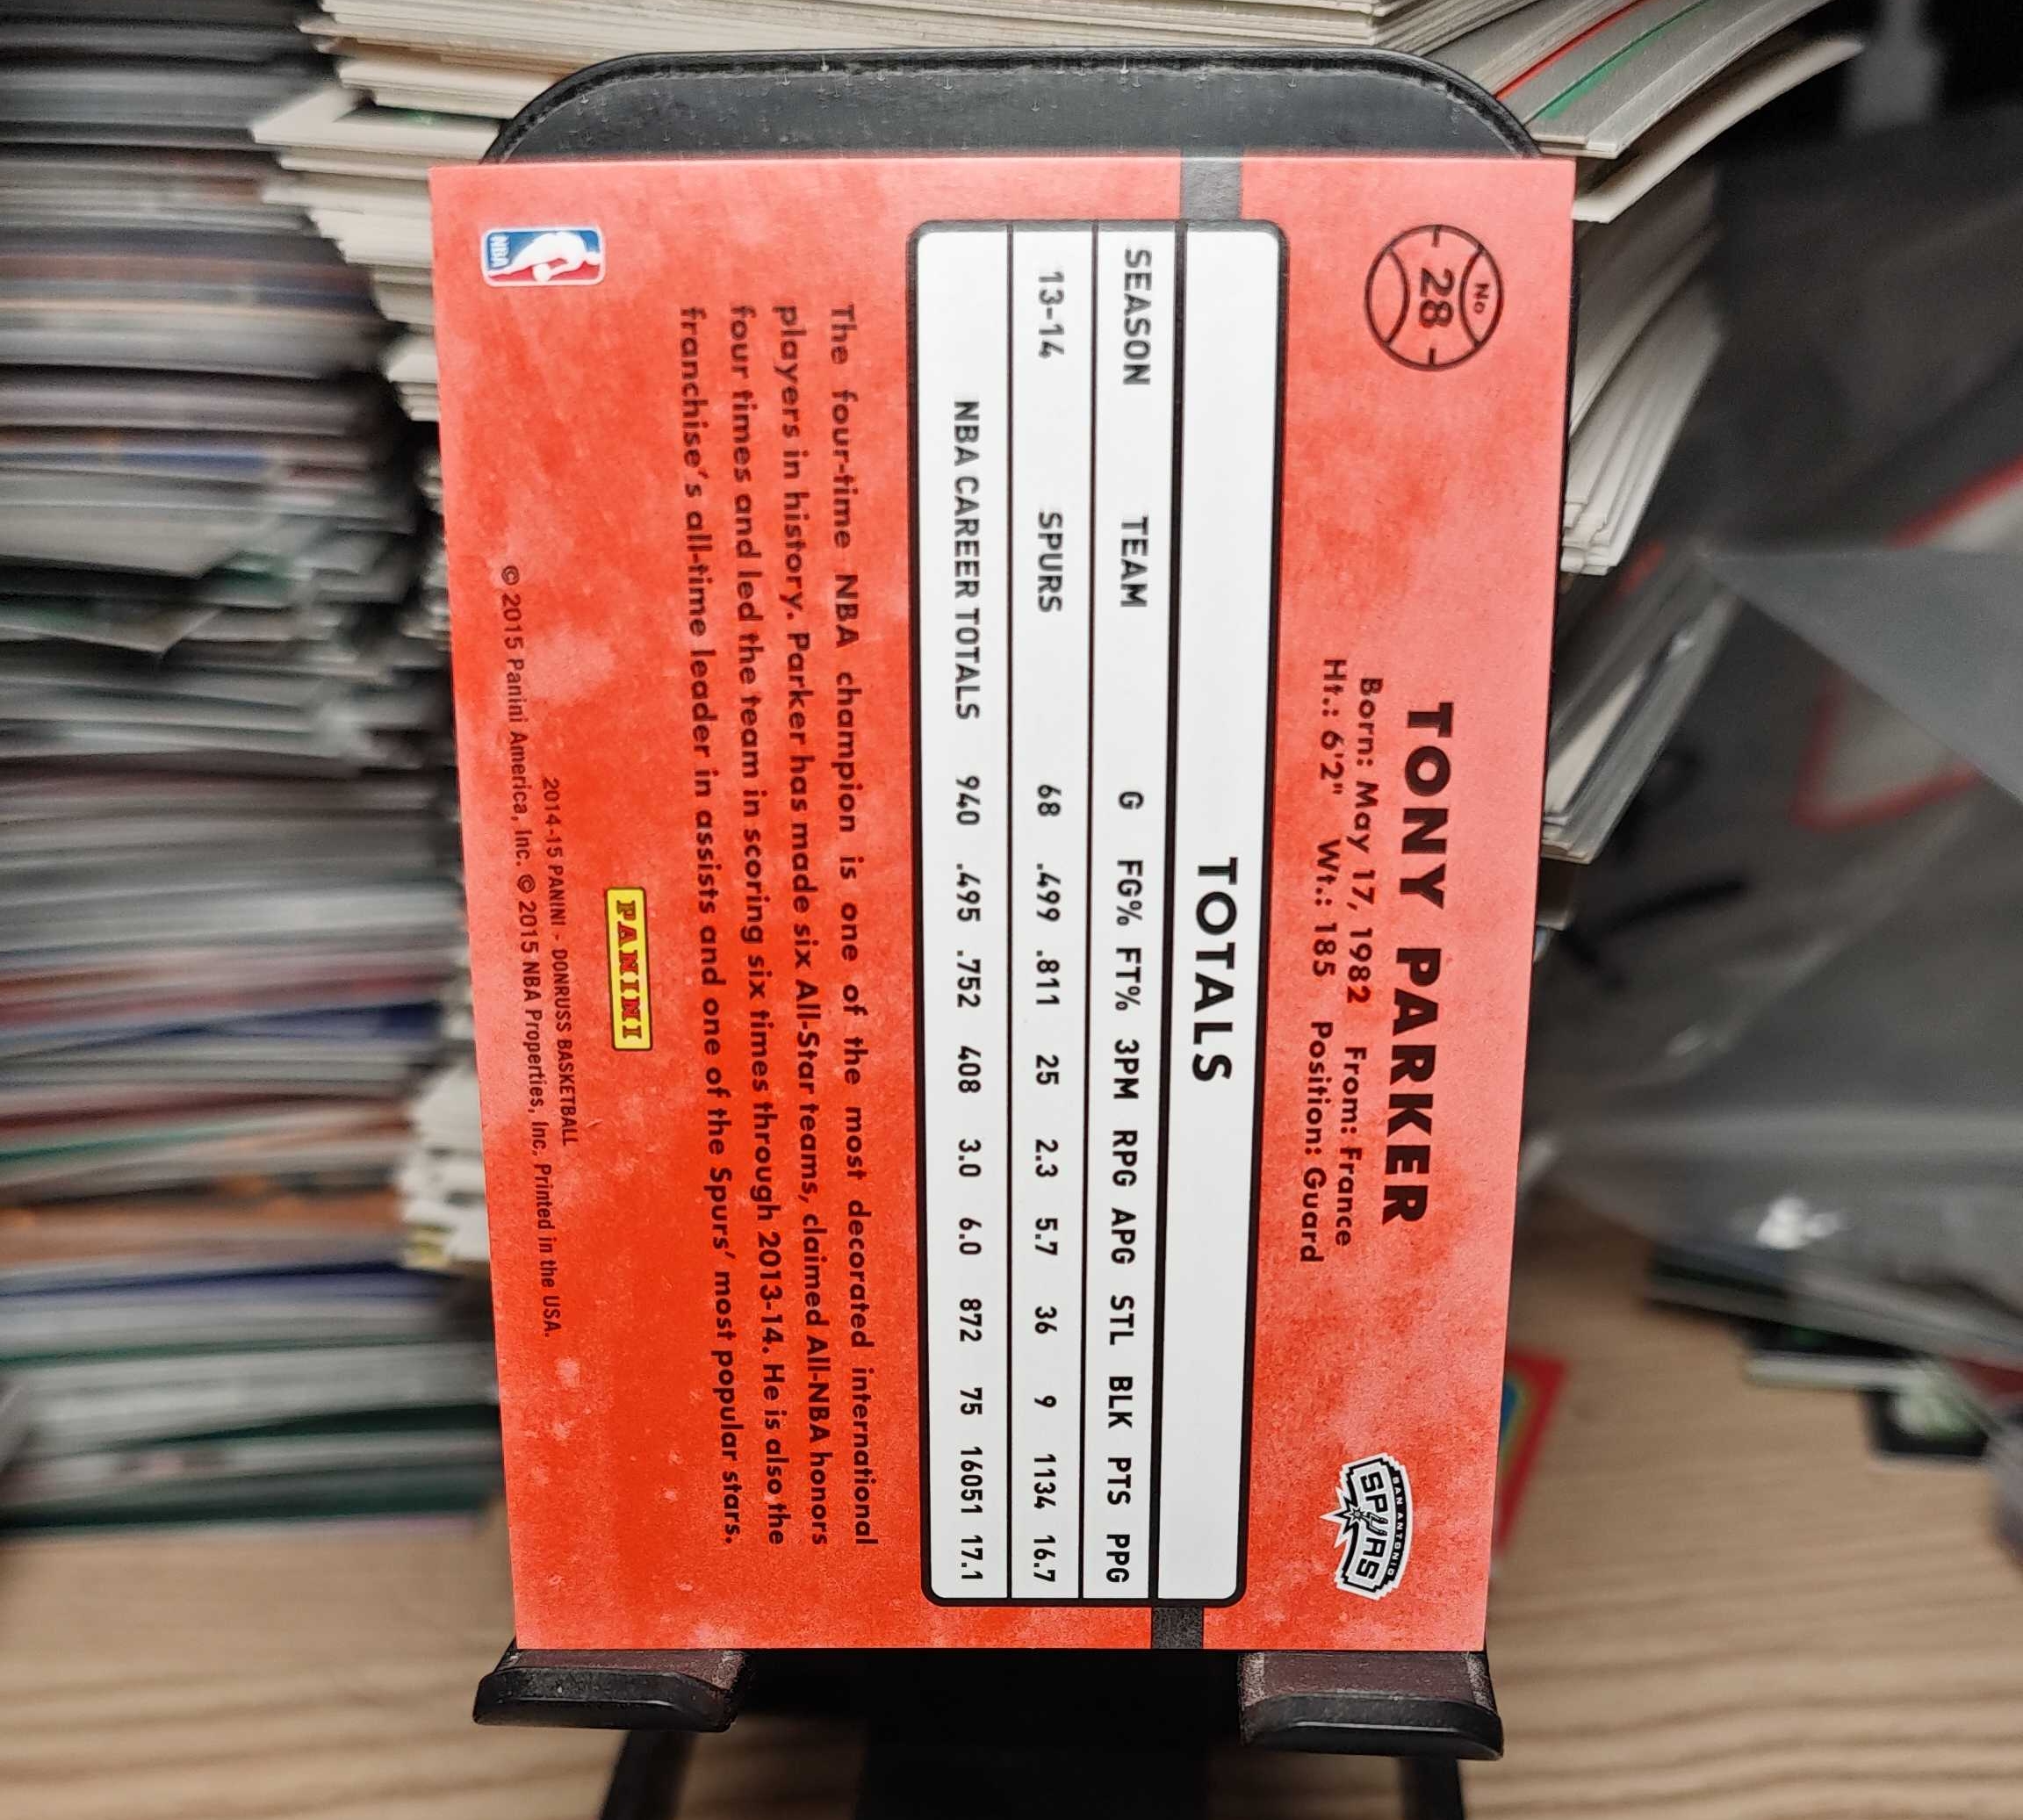 No
28
TONY PARKER
Born: May 17, 1982 From: France
Ht.: 6'2" Wt.: 185 Position: Guard
SAN ANTONIO
SPURS
TOTALS
SEASON TEAM G FG% FT% 3PM RPG APG STL BLK PTS PPG
13-14 SPURS 68 .499 .811 25 2.3 5.7 36 9 1134 16.7
NBA CAREER TOTALS 940 .495 .752 408 3.0 6.0 872 75 16051 17.1
The four-time NBA champion is one of the most decorated international
players in history. Parker has made six All-Star teams, claimed All-NBA honors
four times and led the team in scoring six times through 2013-14. He is also the
franchise's all-time leader in assists and one of the Spurs' most popular stars.
NBA
PANINI
2014-15 PANINI - DONRUSS BASKETBALL
© 2015 Panini America, Inc. © 2015 NBA Properties, Inc. Printed in the USA.